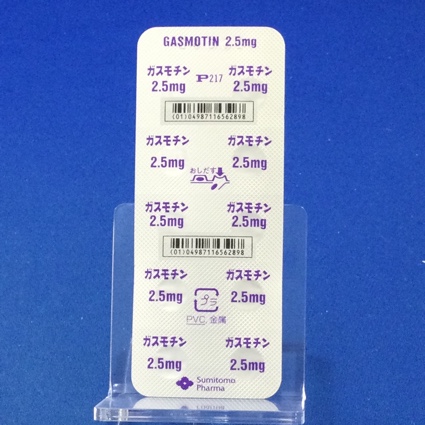 GASMOTIN 2.5mg
ガスモチン P217 ガスモチン
2.5mg 2.5mg
(01)04987116562898
ガスモチン ガスモチン
2.5mg おしだす 2.5mg
ガスモチン ガスモチン
2.5mg 2.5mg
(01)04987116562898
ガスモチン ガスモチン
2.5mg プラ 2.5mg
PVC,金属
ガスモチン ガスモチン
2.5mg 2.5mg
Sumitomo
Pharma